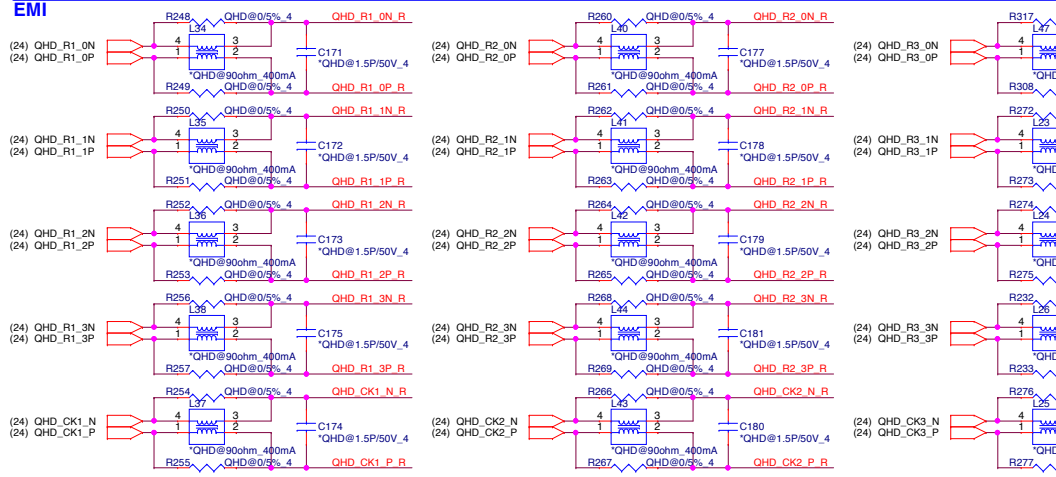 EMI
R248 QHD@0/5%_4 QHD_R1_0N_R
L34
(24) QHD_R1_0N 4 3
(24) QHD_R1_0P 1 2
C171
*QHD@1.5P/50V_4
*QHD@90ohm_400mA
R249 QHD@0/5%_4 QHD_R1_0P_R
R250 QHD@0/5%_4 QHD_R1_1N_R
L35
(24) QHD_R1_1N 4 3
(24) QHD_R1_1P 1 2
C172
*QHD@1.5P/50V_4
*QHD@90ohm_400mA
R251 QHD@0/5%_4 QHD_R1_1P_R
R252 QHD@0/5%_4 QHD_R1_2N_R
L36
(24) QHD_R1_2N 4 3
(24) QHD_R1_2P 1 2
C173
*QHD@1.5P/50V_4
*QHD@90ohm_400mA
R253 QHD@0/5%_4 QHD_R1_2P_R
R256 QHD@0/5%_4 QHD_R1_3N_R
L38
(24) QHD_R1_3N 4 3
(24) QHD_R1_3P 1 2
C175
*QHD@1.5P/50V_4
*QHD@90ohm_400mA
R257 QHD@0/5%_4 QHD_R1_3P_R
R254 QHD@0/5%_4 QHD_CK1_N_R
L37
(24) QHD_CK1_N 4 3
(24) QHD_CK1_P 1 2
C174
*QHD@1.5P/50V_4
*QHD@90ohm_400mA
R255 QHD@0/5%_4 QHD_CK1_P_R
R260 QHD@0/5%_4 QHD_R2_0N_R
L40
(24) QHD_R2_0N 4 3
(24) QHD_R2_0P 1 2
C177
*QHD@1.5P/50V_4
*QHD@90ohm_400mA
R261 QHD@0/5%_4 QHD_R2_0P_R
R262 QHD@0/5%_4 QHD_R2_1N_R
L41
(24) QHD_R2_1N 4 3
(24) QHD_R2_1P 1 2
C178
*QHD@1.5P/50V_4
*QHD@90ohm_400mA
R263 QHD@0/5%_4 QHD_R2_1P_R
R264 QHD@0/5%_4 QHD_R2_2N_R
L42
(24) QHD_R2_2N 4 3
(24) QHD_R2_2P 1 2
C179
*QHD@1.5P/50V_4
*QHD@90ohm_400mA
R265 QHD@0/5%_4 QHD_R2_2P_R
R268 QHD@0/5%_4 QHD_R2_3N_R
L44
(24) QHD_R2_3N 4 3
(24) QHD_R2_3P 1 2
C181
*QHD@1.5P/50V_4
*QHD@90ohm_400mA
R269 QHD@0/5%_4 QHD_R2_3P_R
R266 QHD@0/5%_4 QHD_CK2_N_R
L43
(24) QHD_CK2_N 4 3
(24) QHD_CK2_P 1 2
C180
*QHD@1.5P/50V_4
*QHD@90ohm_400mA
R267 QHD@0/5%_4 QHD_CK2_P_R
R317
L47
(24) QHD_R3_0N 4
(24) QHD_R3_0P 1
*QHD
R308
R272
L23
(24) QHD_R3_1N 4
(24) QHD_R3_1P 1
*QHD
R273
R274
L24
(24) QHD_R3_2N 4
(24) QHD_R3_2P 1
*QHD
R275
R232
L26
(24) QHD_R3_3N 4
(24) QHD_R3_3P 1
*QHD
R233
R276
L25
(24) QHD_CK3_N 4
(24) QHD_CK3_P 1
*QHD
R277